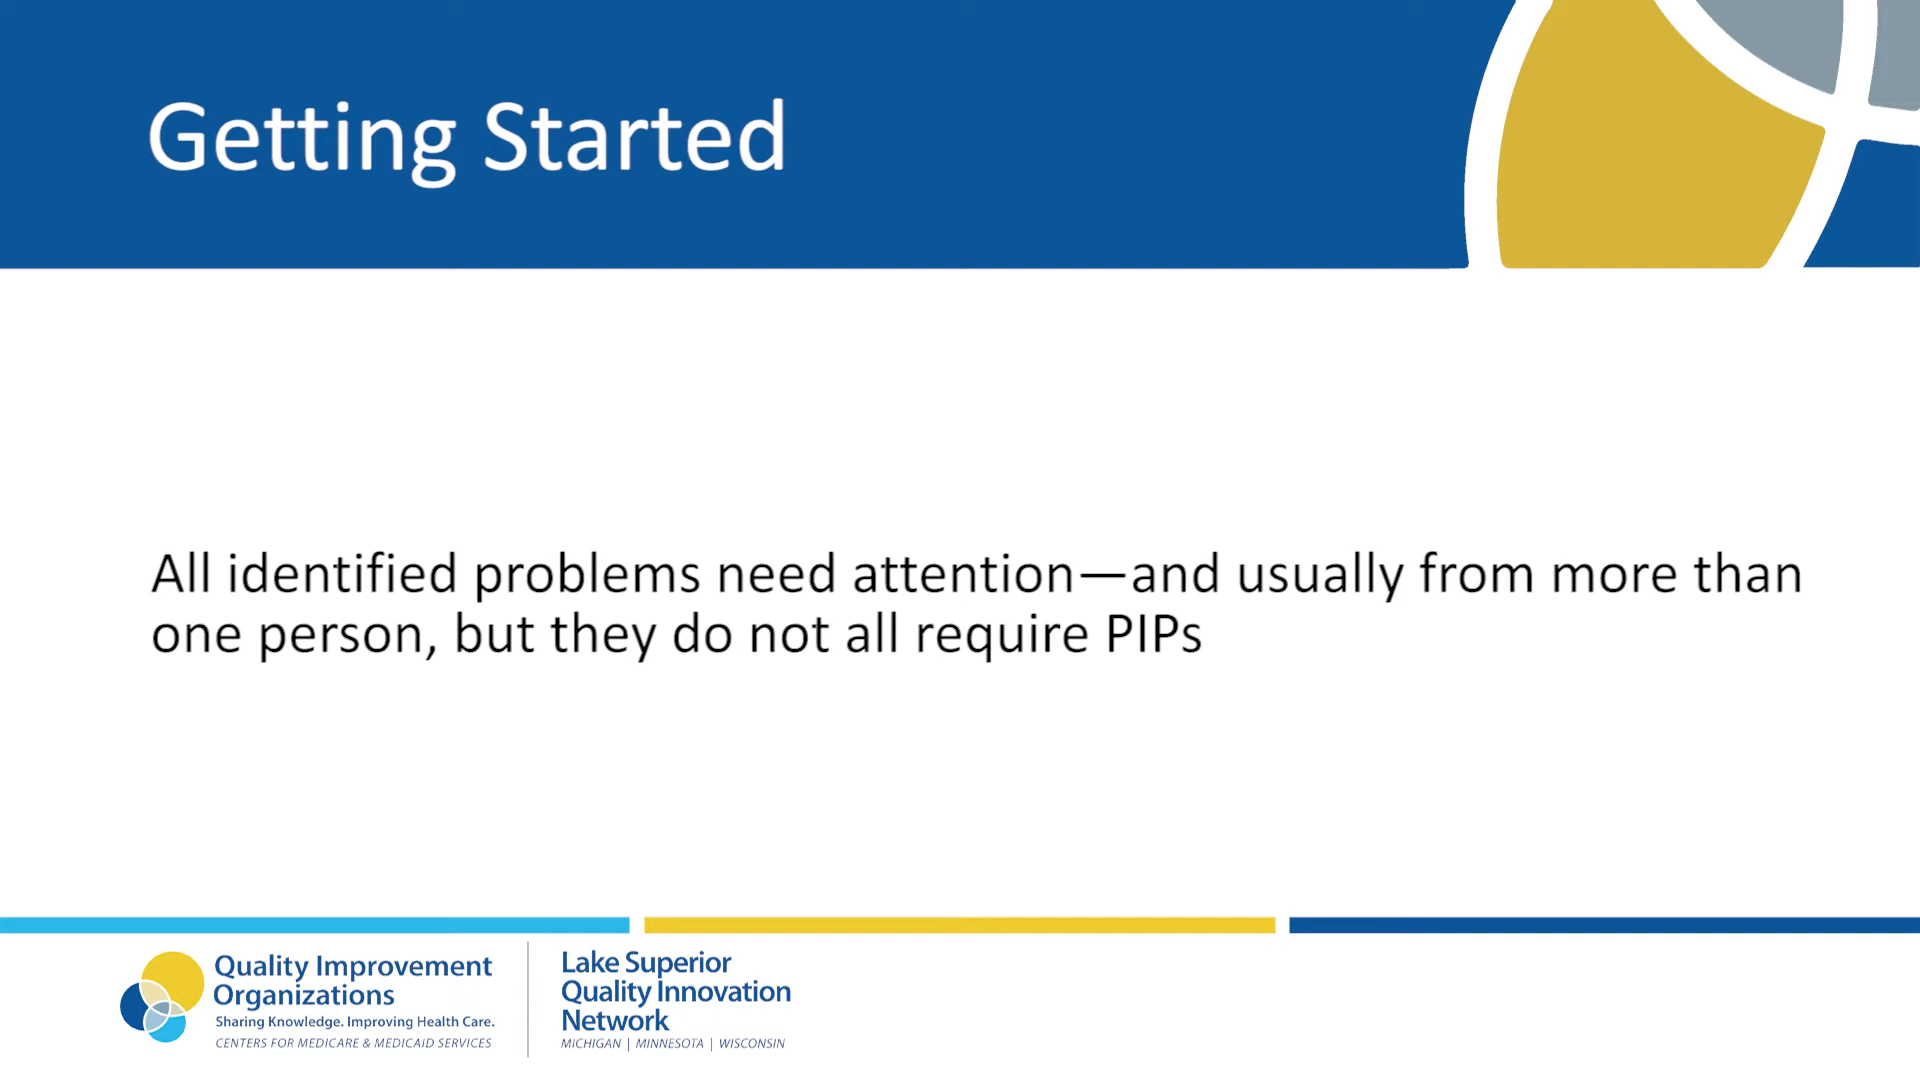 Getting Started
All identified problems need attention—and usually from more than
one person, but they do not all require PIPs
Quality Improvement
Organizations
Sharing Knowledge. Improving Health Care.
CENTERS FOR MEDICARE & MEDICAID SERVICES
Lake Superior
Quality Innovation
Network
MICHIGAN | MINNESOTA | WISCONSIN